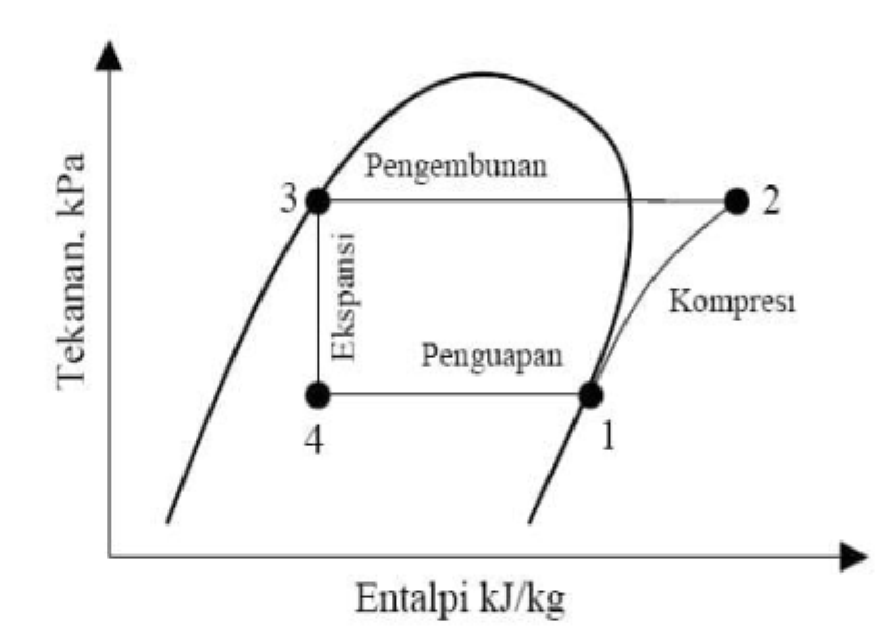 Tekanan. kPa
Pengembunan
3
2
Ekspansi
Kompresi
Penguapan
4
1
Entalpi kJ/kg